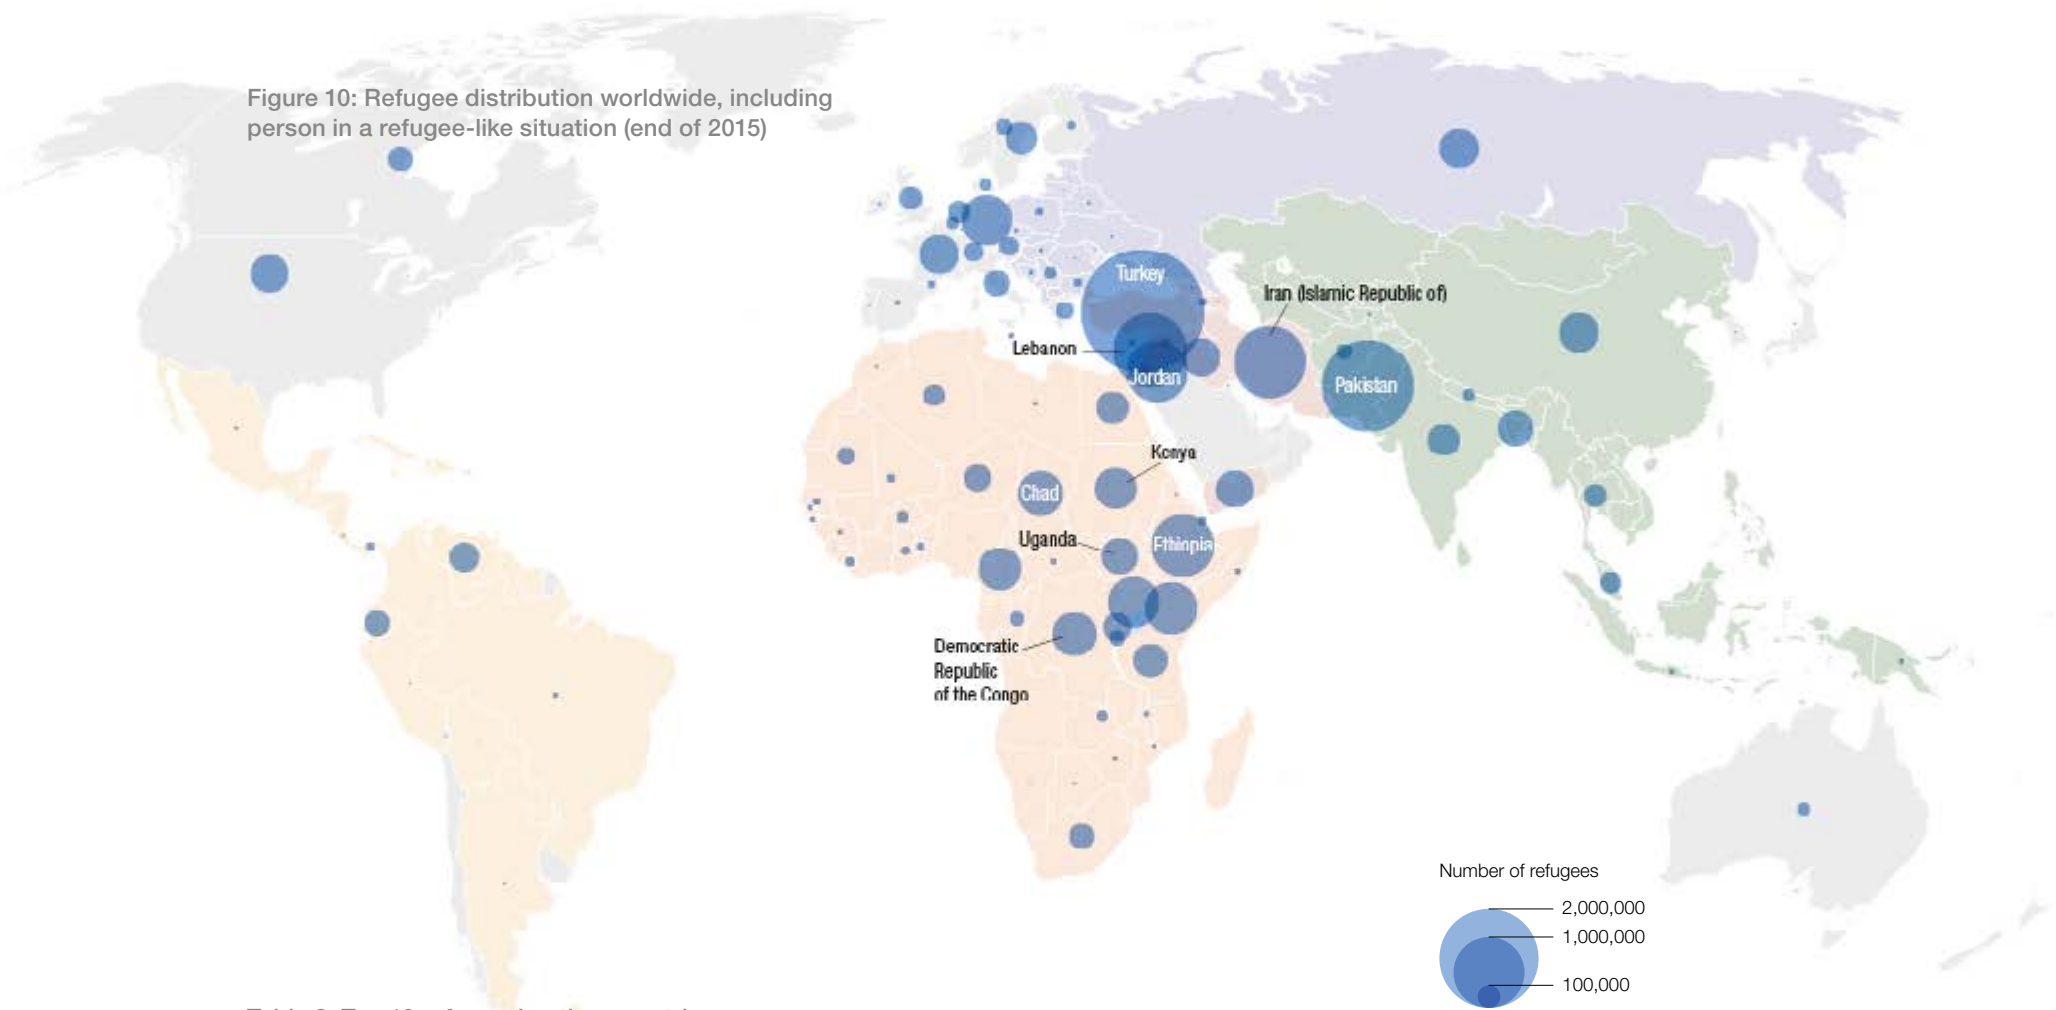 Figure 10: Refugee distribution worldwide, including
person in a refugee-like situation (end of 2015)
Turkey
Iran (Islamic Republic of)
Lebanon
Jordan
Pakistan
Kenya
Chad
Uganda
Ethiopia
Democratic
Republic
of the Congo
Number of refugees
2,000,000
1,000,000
100,000